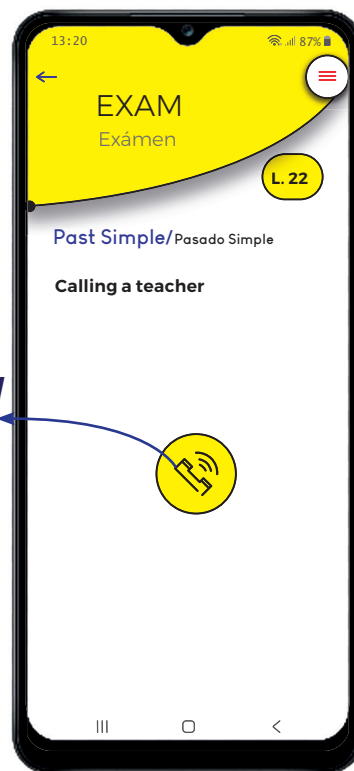 13:20 87%
EXAM
Exámen
L. 22
Past Simple/Pasado Simple
Calling a teacher